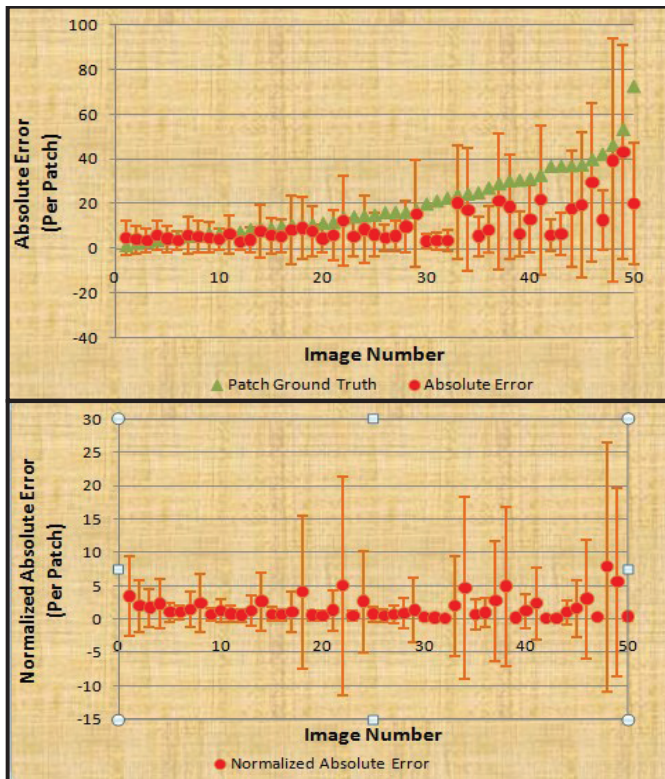 100
80
60
40
20
0
-20
-40
0 10 20 30 40 50
Absolute Error
(Per Patch)
Image Number
Patch Ground Truth Absolute Error
30
25
20
15
10
5
0
-5
-10
-15
0 10 20 30 40 50
Normalized Absolute Error
(Per Patch)
Image Number
Normalized Absolute Error